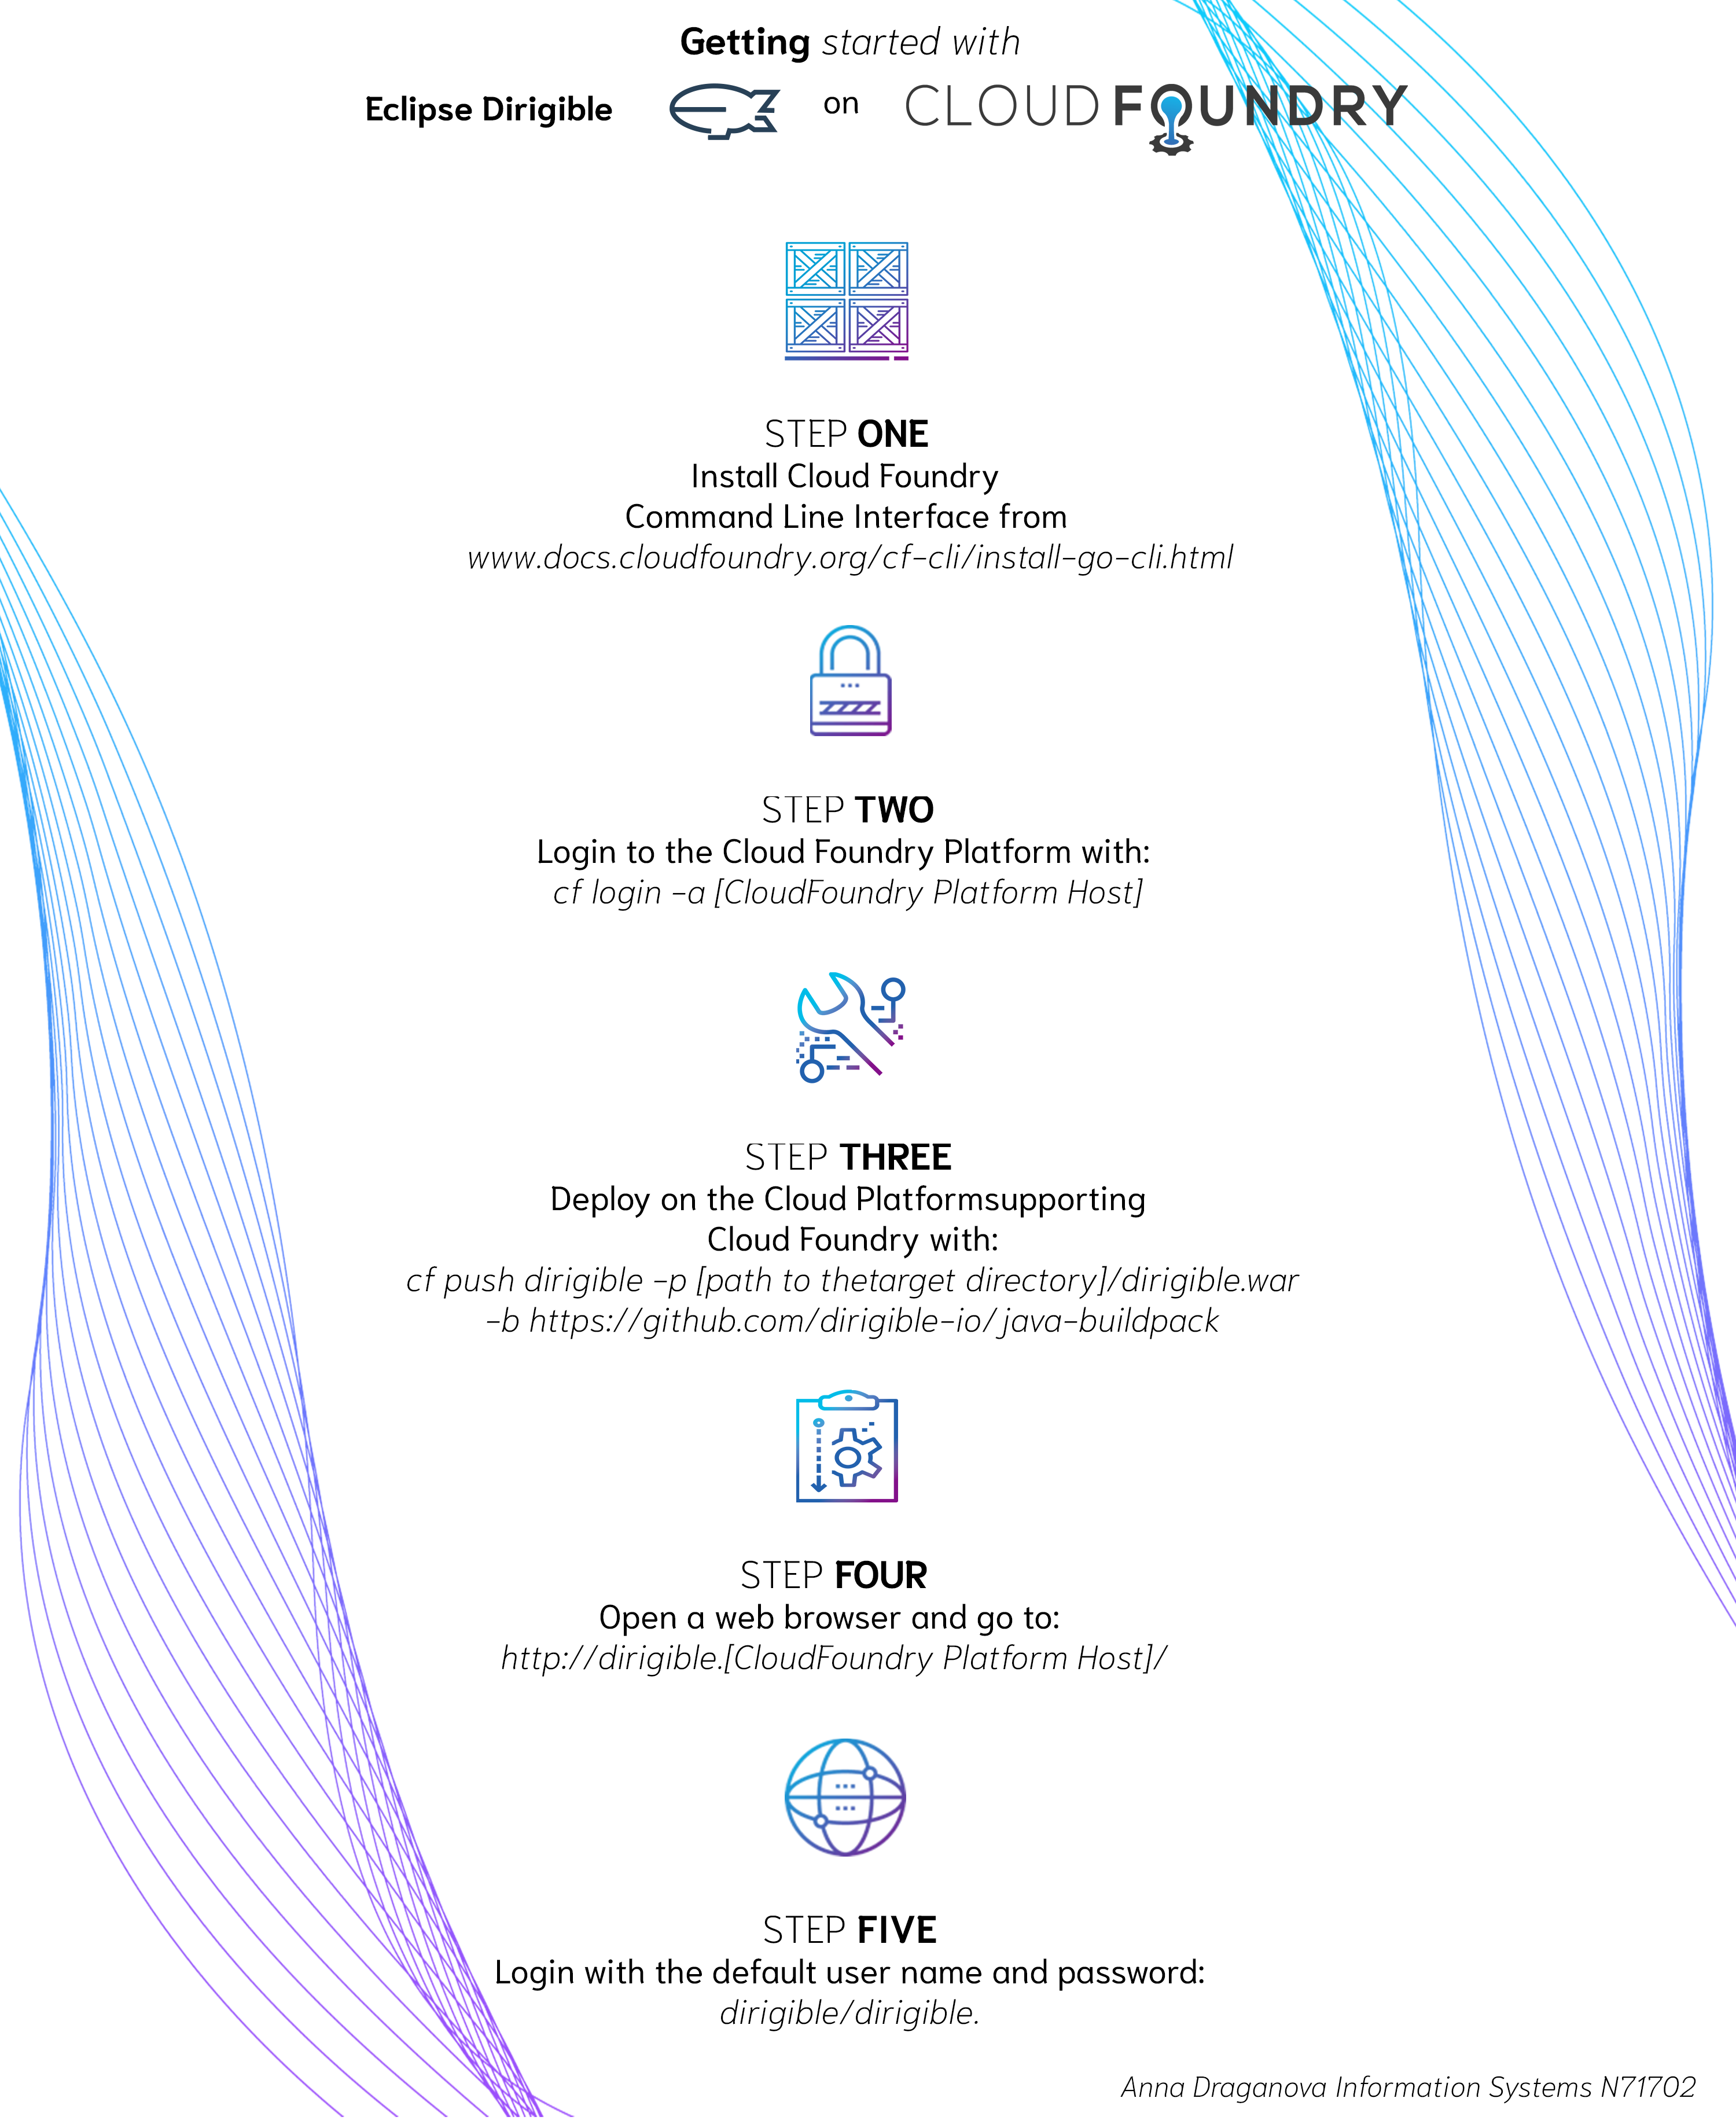 Getting started with
Eclipse Dirigible on CLOUD FOUNDRY
STEP ONE
Install Cloud Foundry
Command Line Interface from
www.docs.cloudfoundry.org/cf-cli/install-go-cli.html
STEP TWO
Login to the Cloud Foundry Platform with:
cf login -a [CloudFoundry Platform Host]
STEP THREE
Deploy on the Cloud Platformsupporting
Cloud Foundry with:
cf push dirigible -p [path to thetarget directory]/dirigible.war
-b https://github.com/dirigible-io/java-buildpack
STEP FOUR
Open a web browser and go to:
http://dirigible.[CloudFoundry Platform Host]/
STEP FIVE
Login with the default user name and password:
dirigible/dirigible.
Anna Draganova Information Systems N71702